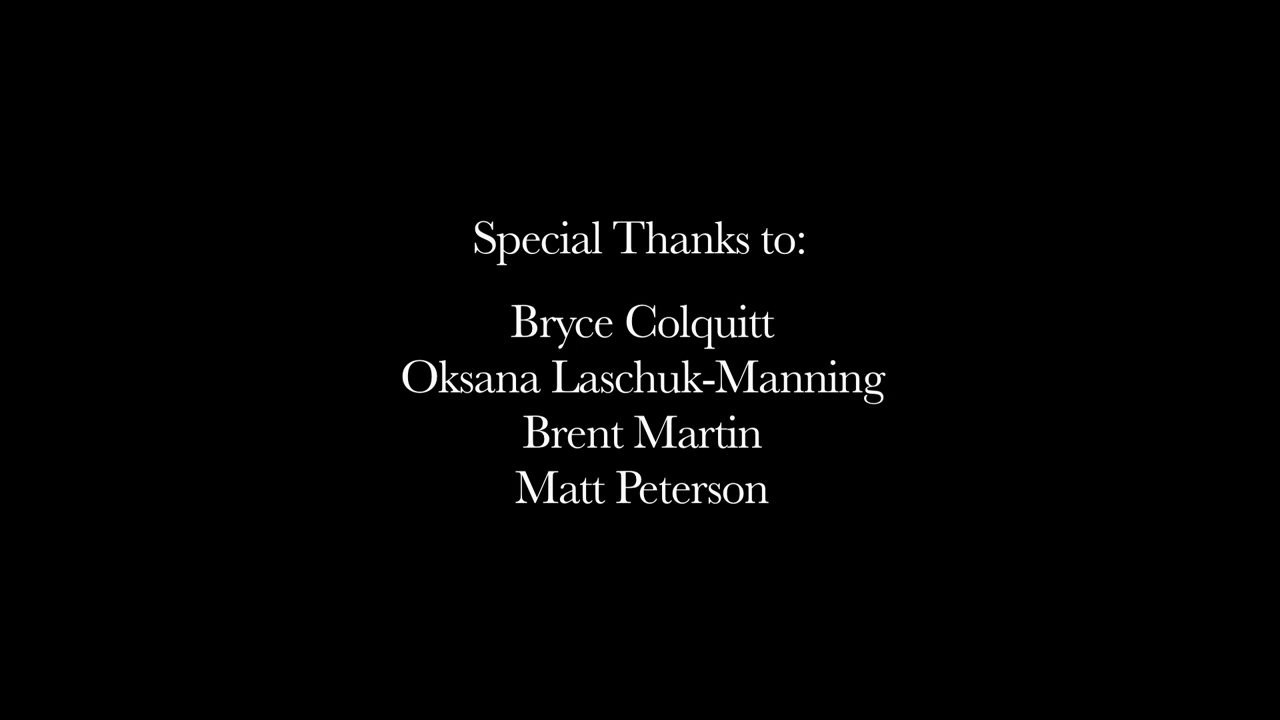 Special Thanks to:
Bryce Colquitt
Oksana Laschuk-Manning
Brent Martin
Matt Peterson